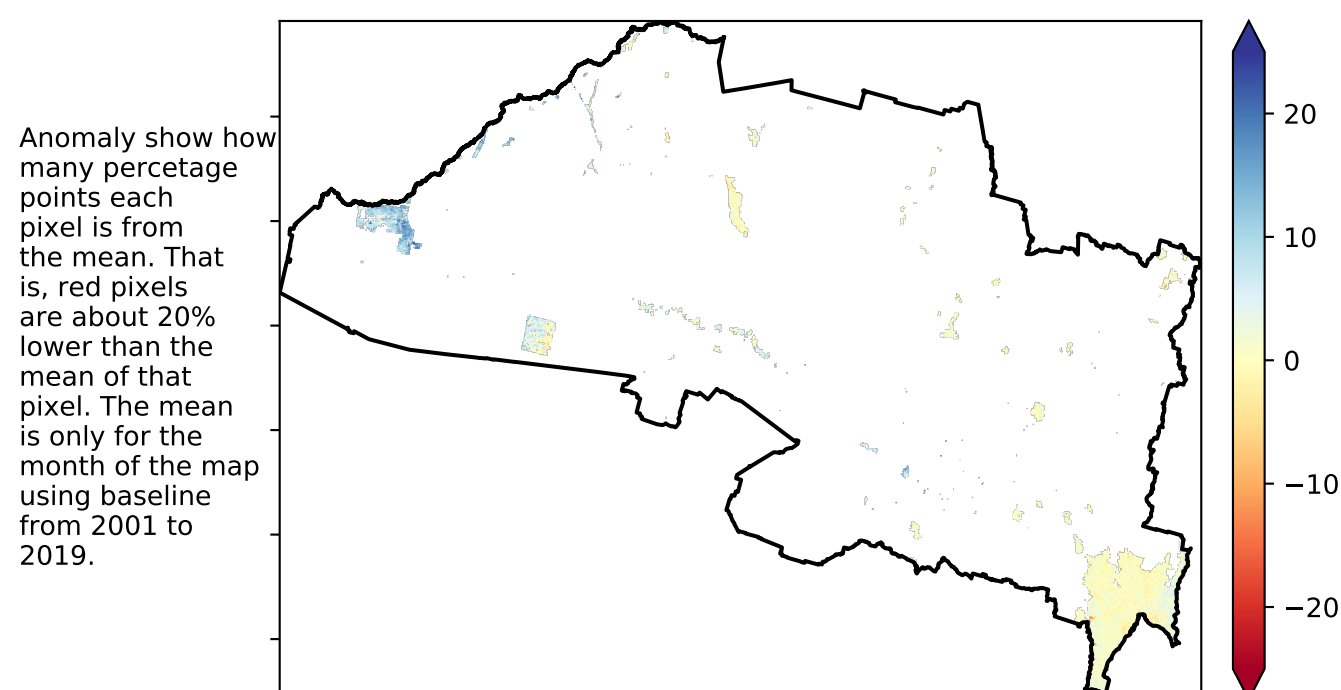 Anomaly show how
many percetage
points each
pixel is from
the mean. That
is, red pixels
are about 20%
lower than the
mean of that
pixel. The mean
is only for the
month of the map
using baseline
from 2001 to
2019.
20
10
0
−10
−20